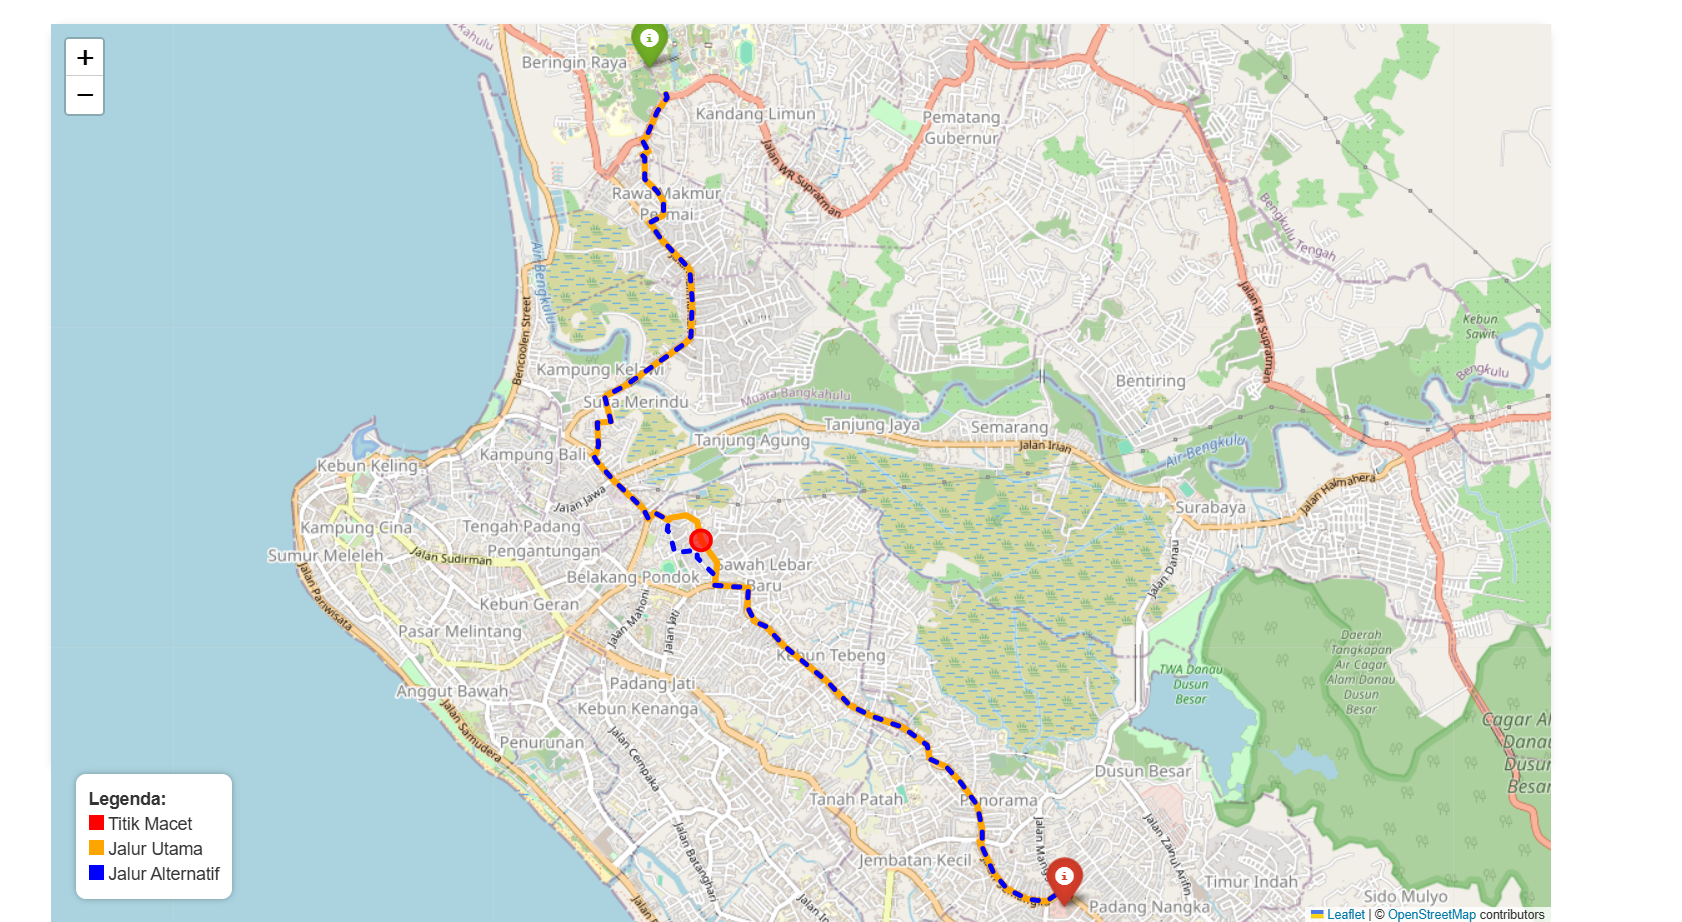 kahulu
+
−
Beringin Raya
Kandang Limun
Pematang
Gubernur
Jalan WR Supratman
Rawa Makmur
Permai
Bengkulu Tengah
Air Bengkulu
Bencoolen Street
Jalan WR Supratman
Kebun
Sawit
Kampung Kelawi
Bentiring
Bengkulu
Muara Bangkahulu
Suka Merindu
Tanjung Jaya
Semarang
Tanjung Agung
Jalan Irian
Air Bengkulu
Kampung Bali
Kebun Keling
Jalan Jawa
Jalan Halmahera
Surabaya
Kampung Cina
Tengah Padang
Sumur Meleleh
Jalan Sudirman
Pengantungan
Sawah Lebar
Baru
Belakang Pondok
Jalan Danau
Jalan Pariwisata
Kebun Geran
Jalan Mahoni
Jalan Jati
Pasar Melintang
Kebun Tebeng
Daerah
Tangkapan
Air Cagar
Alam Danau
Dusun
Besar
TWA Danau
Dusun
Besar
Padang Jati
Anggut Bawah
Kebun Kenanga
Jalan Samudera
Cagar Al
Danau
Dusun
Besar
Penurunan
Jalan Cempaka
Dusun Besar
Tanah Patah
Panorama
Legenda:
Titik Macet
Jalur Utama
Jalur Alternatif
Jalan Batanghari
Jalan Mang
Jalan Zainul Arifin
Jembatan Kecil
Timur Indah
Sido Mulyo
Padang Nangka
Leaflet | © OpenStreetMap contributors